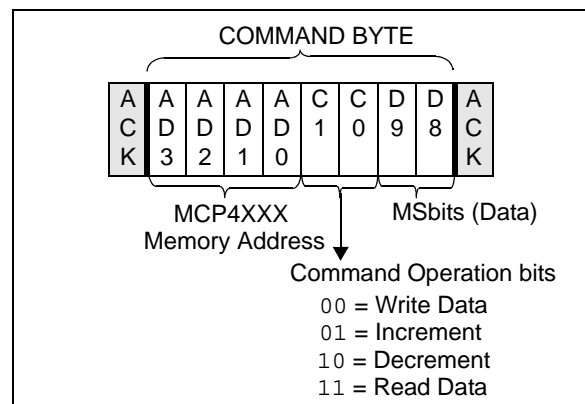 COMMAND BYTE
A A A A A C C D D A
C D D D D 1 0 9 8 C
K 3 2 1 0 K
MCP4XXX MSbits (Data)
Memory Address
Command Operation bits
00 = Write Data
01 = Increment
10 = Decrement
11 = Read Data